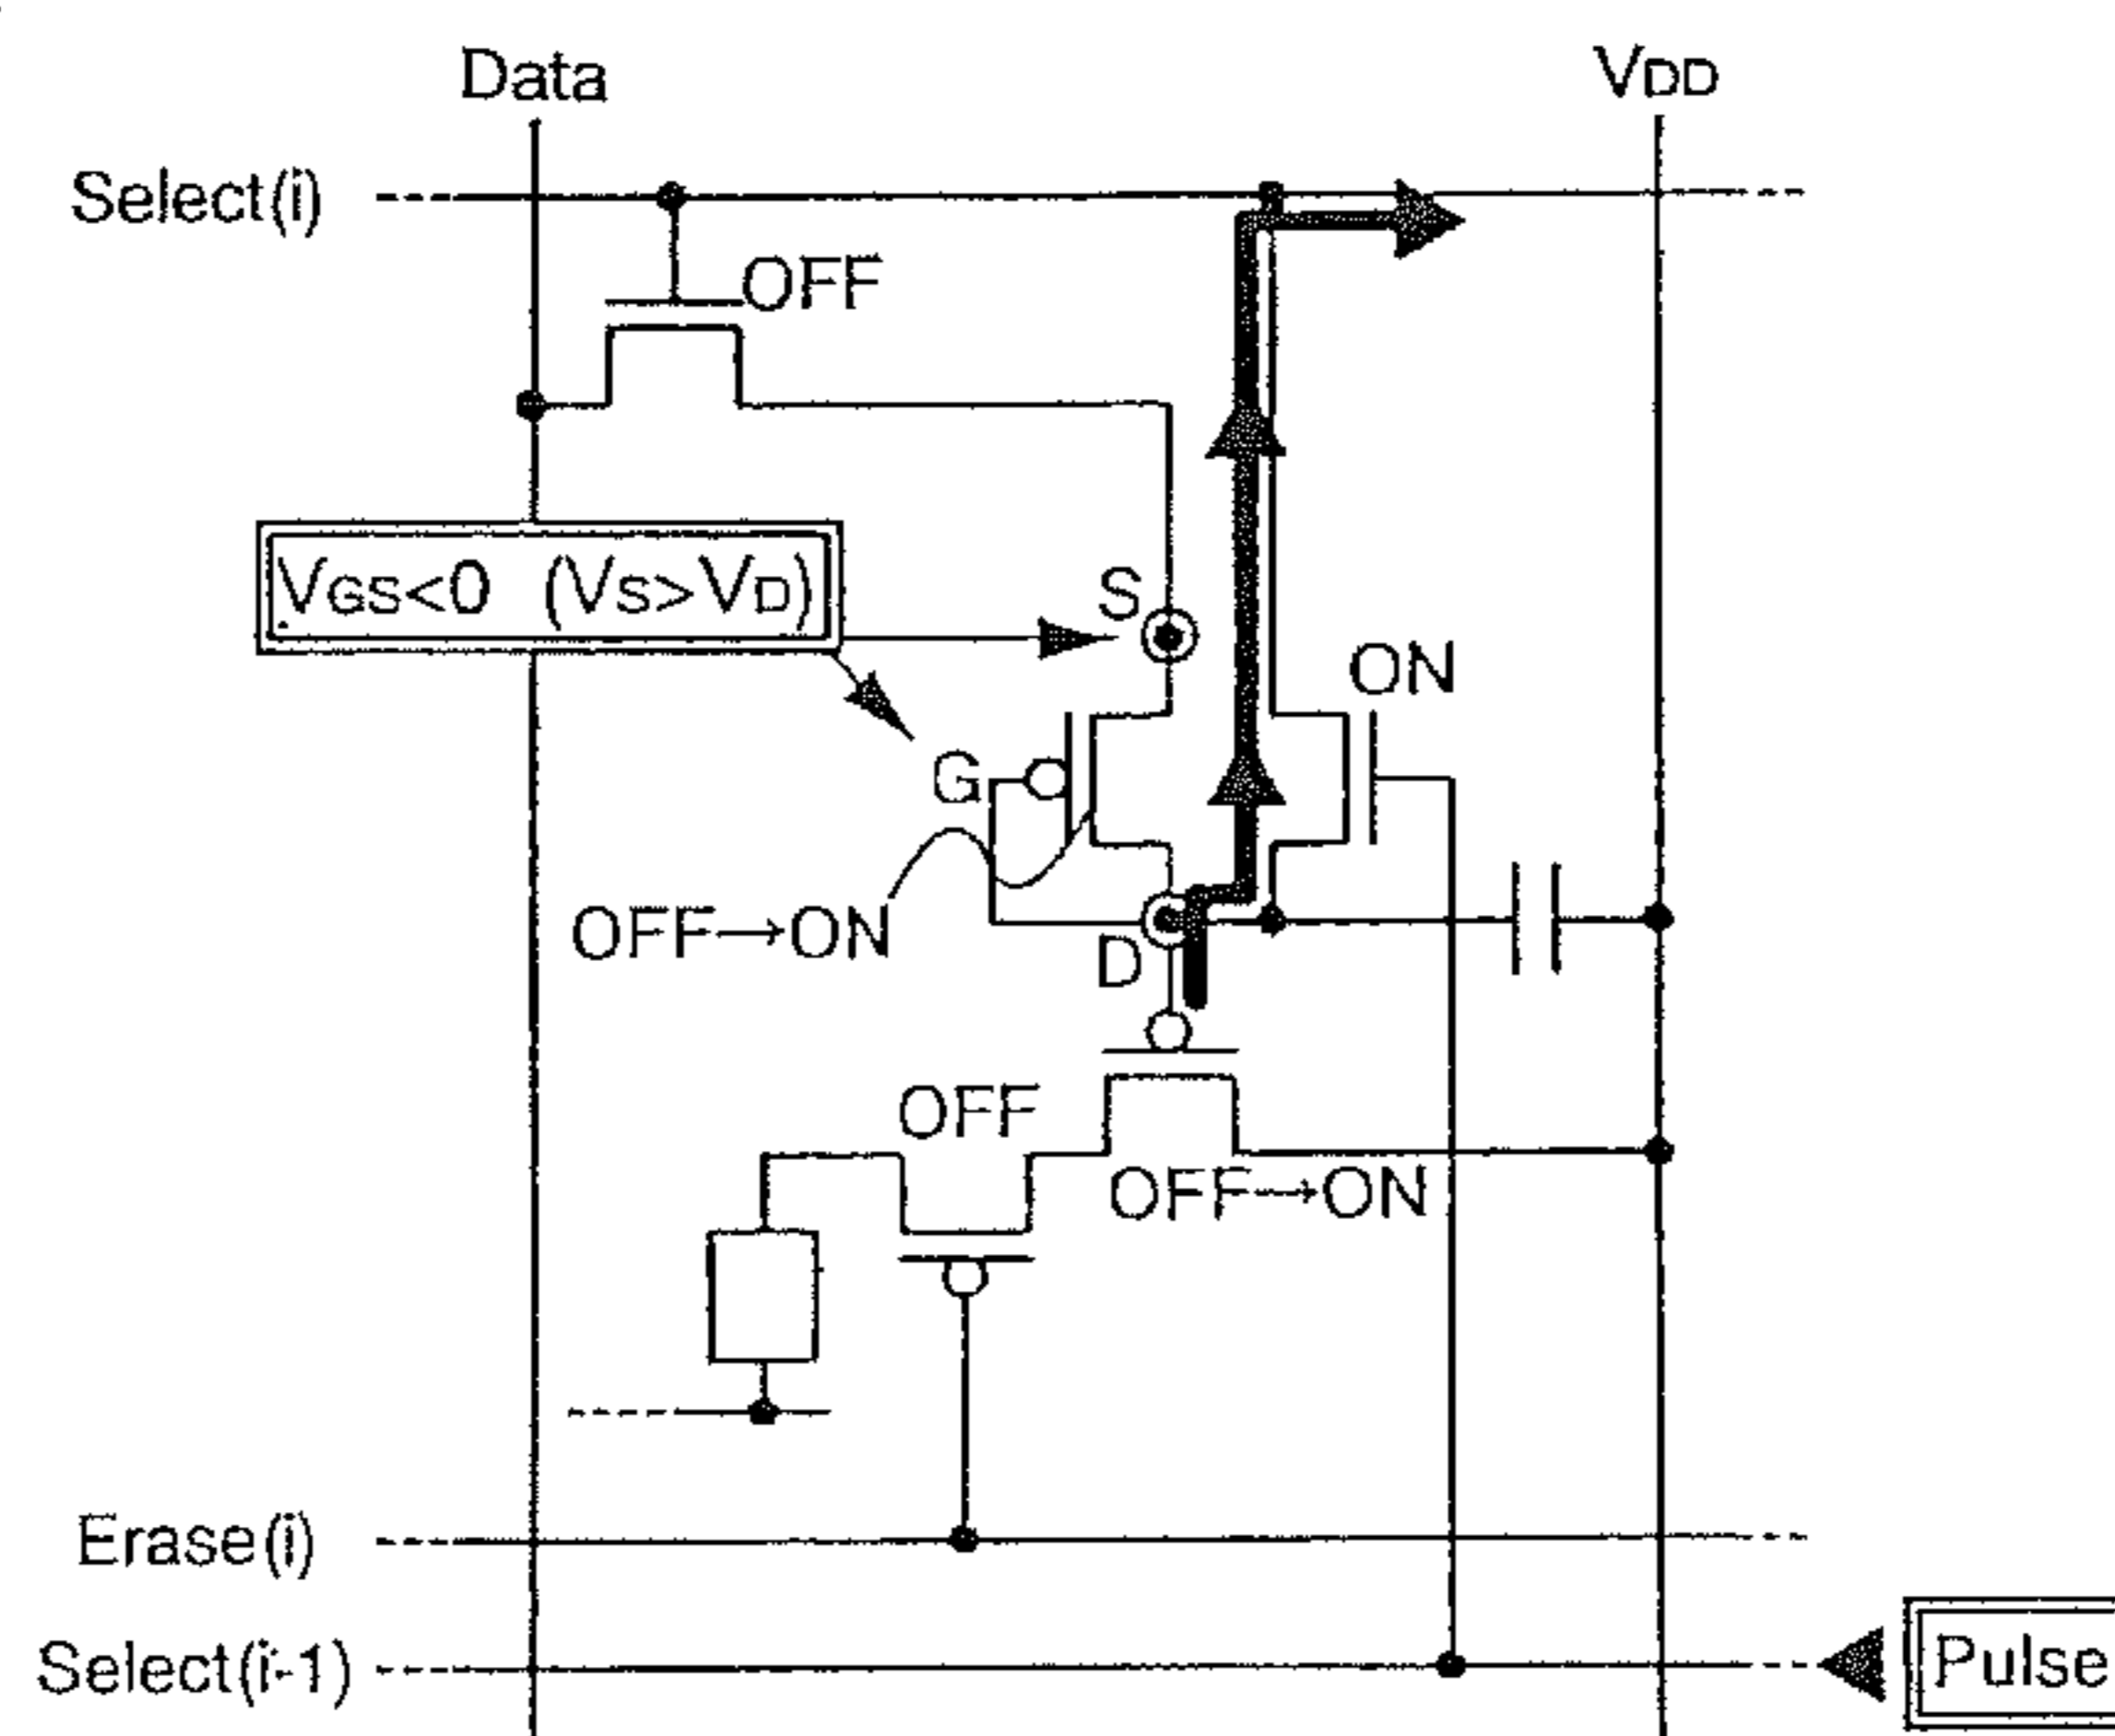 Data
VDD
Select(i)
OFF
VGS<0 (VS>VD)
S
ON
G
OFF→ON
D
OFF
OFF→ON
Erase(i)
Select(i-1)
Pulse